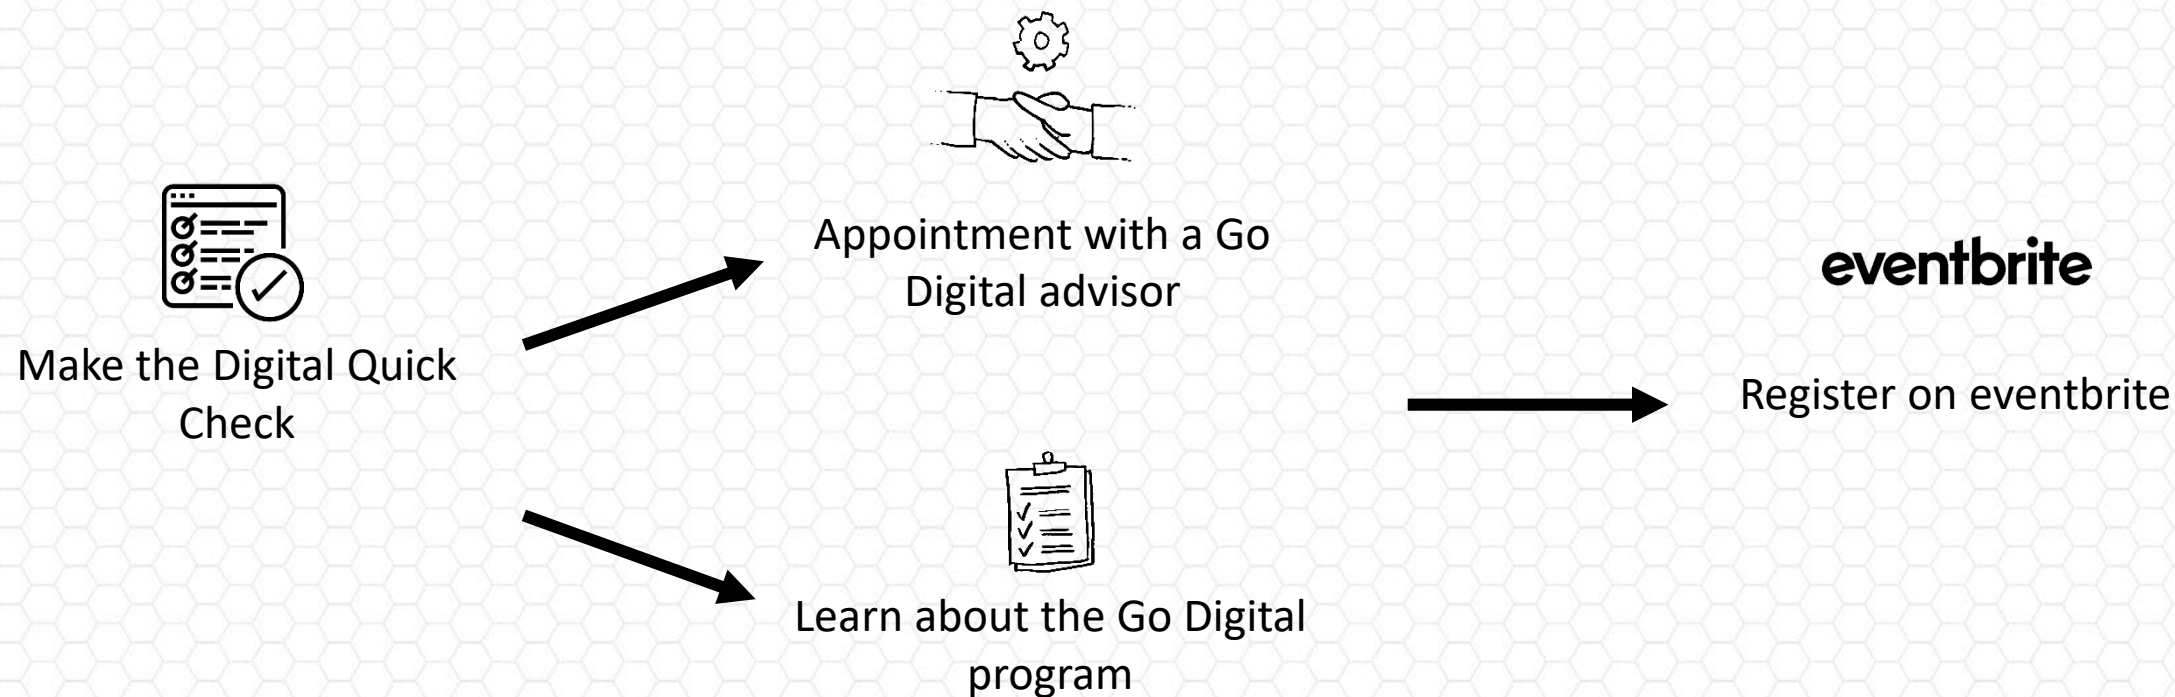 Make the Digital Quick
Check
Appointment with a Go
Digital advisor
Learn about the Go Digital
program
eventbrite
Register on eventbrite